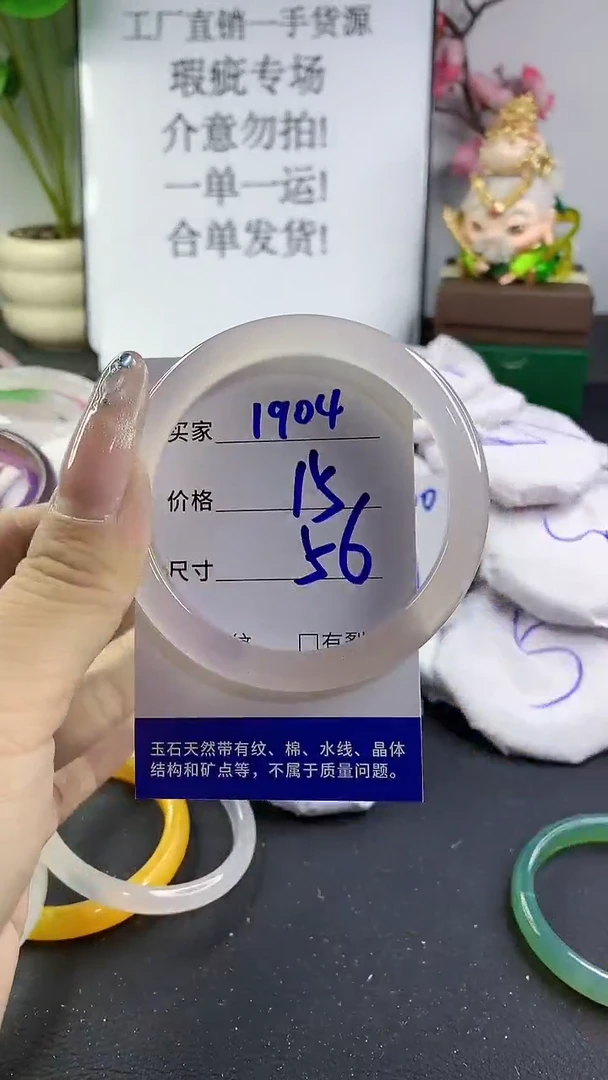 工厂直销一手货源
瑕疵专场
介意勿拍!
一单一运!
合单发货!
买家 1904
价格 15
尺寸 56
纹 口有裂
玉石天然带有纹、棉、水线、晶体
结构和矿点等，不属于质量问题。